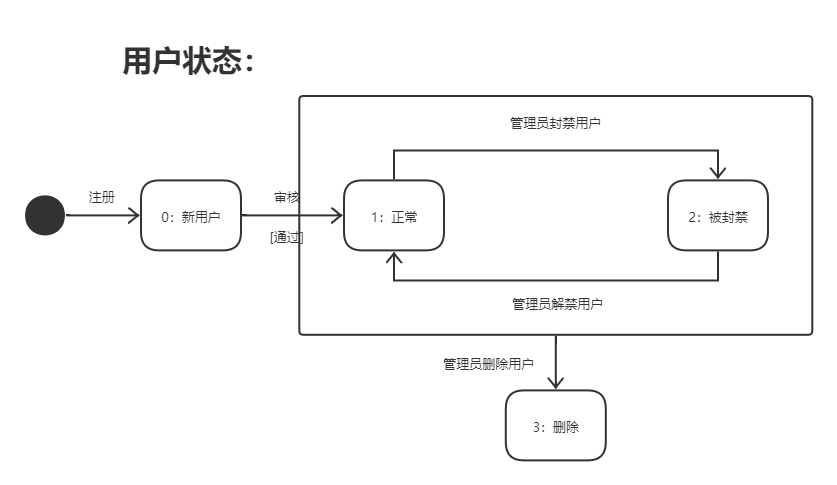 用户状态：
管理员封禁用户
注册
审核
0：新用户
1：正常
2：被封禁
[通过]
管理员解禁用户
管理员删除用户
3：删除